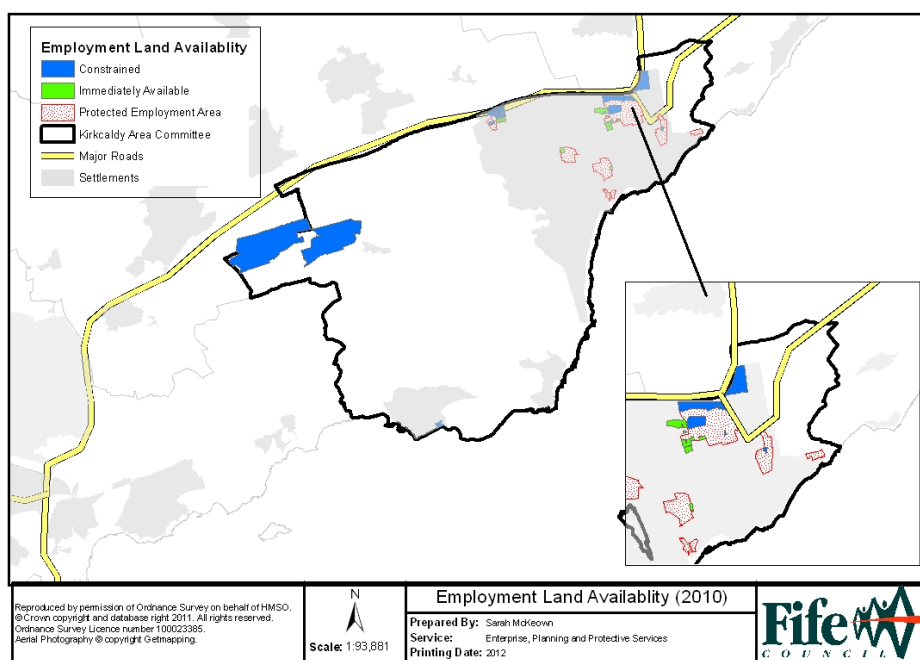 Employment Land Availablity
Constrained
Immediately Available
Protected Employment Area
Kirkcaldy Area Committee
Major Roads
Settlements
Reproduced by permission of Ordnance Survey on behalf of HMSO.
© Crown copyright and database right 2011. All rights reserved.
Ordnance Survey Licence number 100023385.
Aerial Photography © copyright Getmapping.
N
Scale: 1:93,881
Employment Land Availablity (2010)
Prepared By: Sarah McKeown
Service: Enterprise, Planning and Protective Services
Printing Date: 2012
Fife
COUNCIL